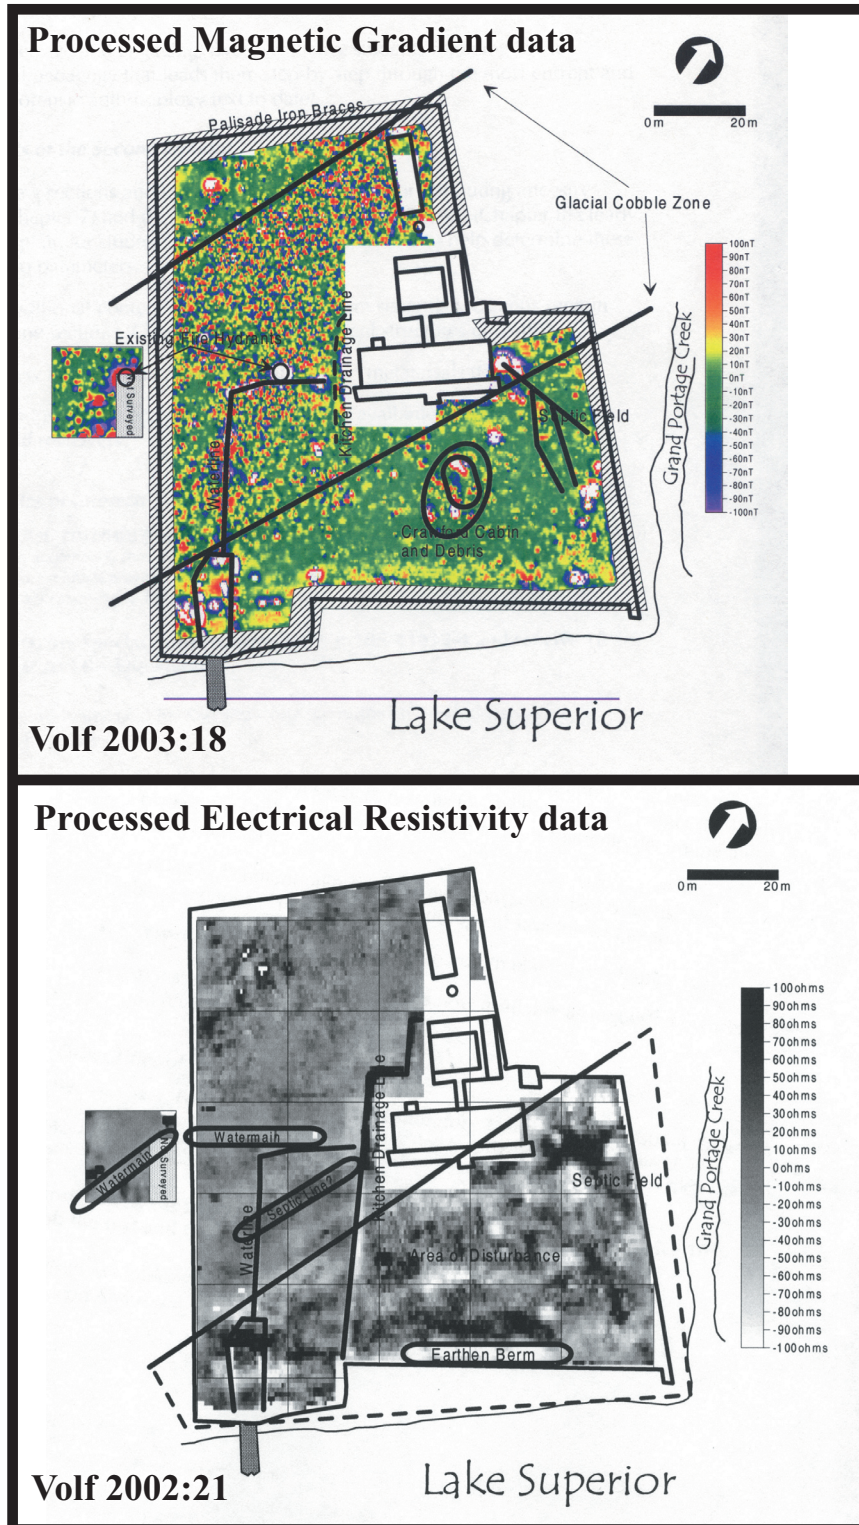 Processed Magnetic Gradient data
0m 20m
Palisade Iron Braces
Glacial Cobble Zone
100nT
90nT
80nT
70nT
60nT
50nT
40nT
30nT
20nT
10nT
0nT
-10nT
-20nT
-30nT
-40nT
-50nT
-60nT
-70nT
-80nT
-90nT
-100nT
Existing Fire Hydrants
Not Surveyed
Kitchen Drainage Line
Waterline
Septic Field
Grand Portage Creek
Crawford Cabin
and Debris
Lake Superior
Volf 2003:18
Processed Electrical Resistivity data
0m 20m
100ohms
90ohms
80ohms
70ohms
60ohms
50ohms
40ohms
30ohms
20ohms
10ohms
0ohms
-10ohms
-20ohms
-30ohms
-40ohms
-50ohms
-60ohms
-70ohms
-80ohms
-90ohms
-100ohms
Watermain
Not Surveyed
Watermain
Kitchen Drainage Line
Septic Line?
Septic Field
Waterline
Area of Disturbance
Grand Portage Creek
Earthen Berm
Lake Superior
Volf 2002:21